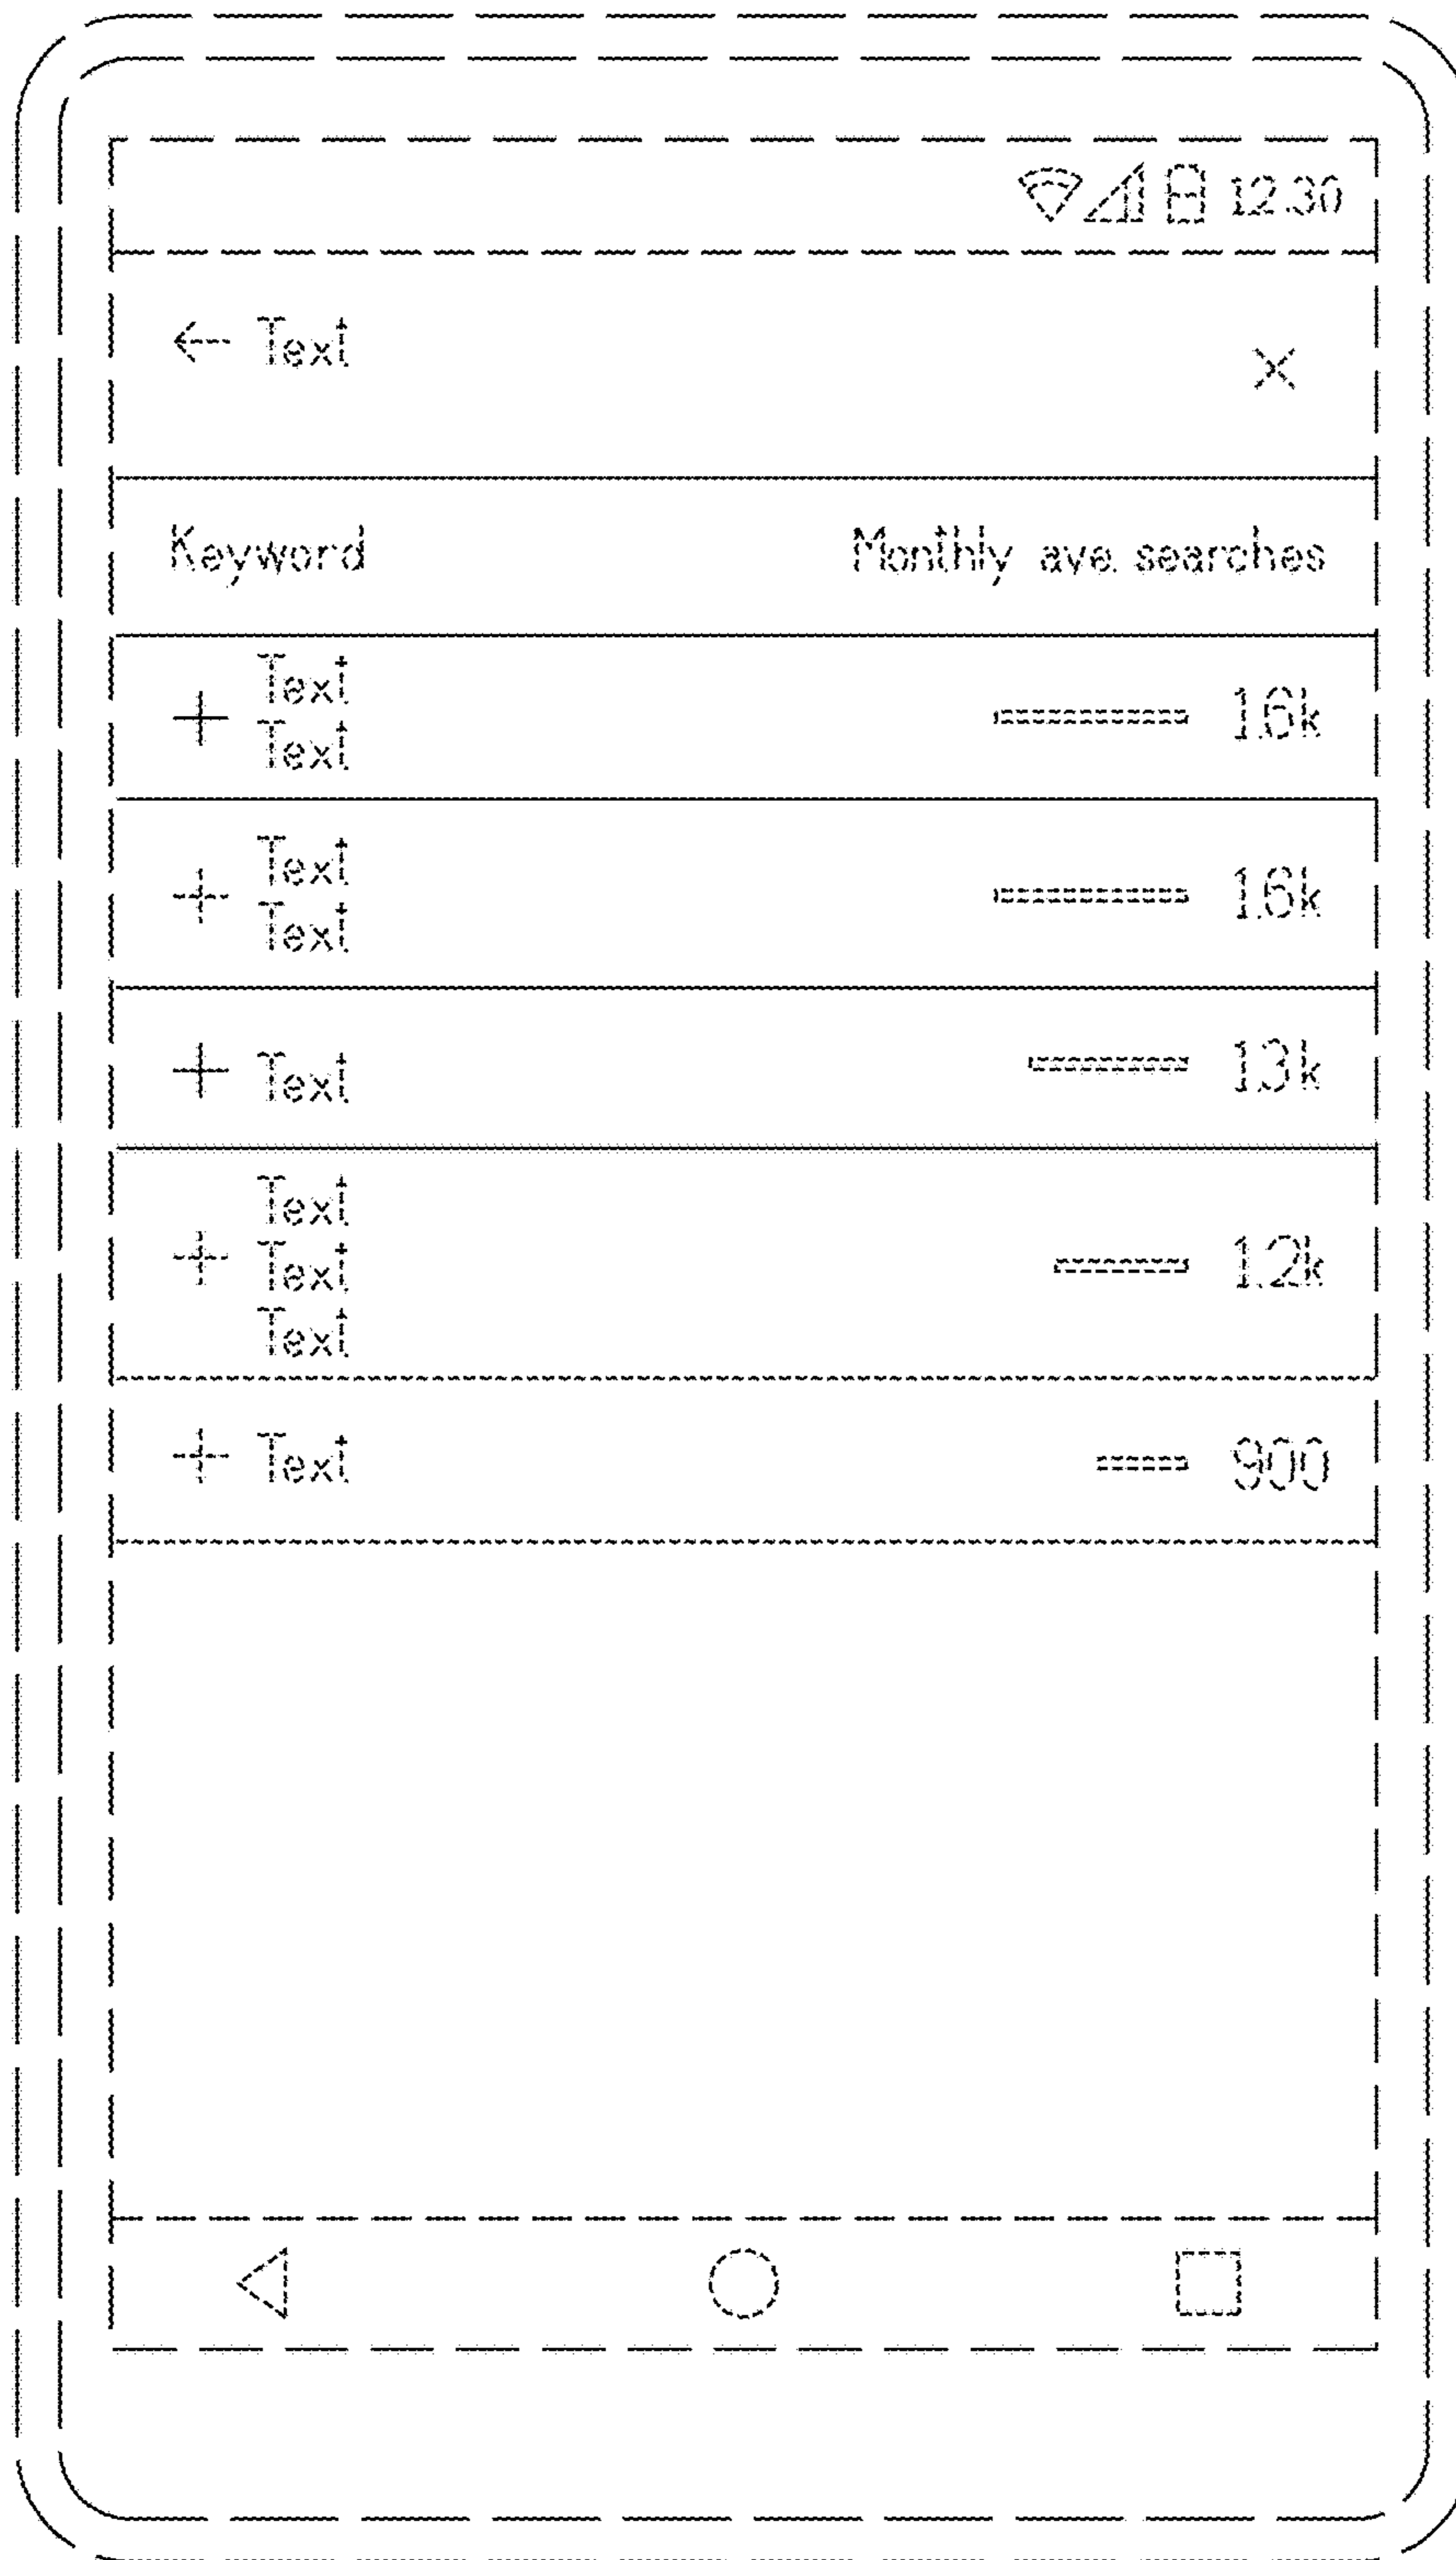 12:30
← Text ×
Keyword Monthly ave. searches
+ Text 1.6k
Text
+ Text 1.6k
Text
+ Text 1.3k
+ Text 1.2k
Text
Text
+ Text 900